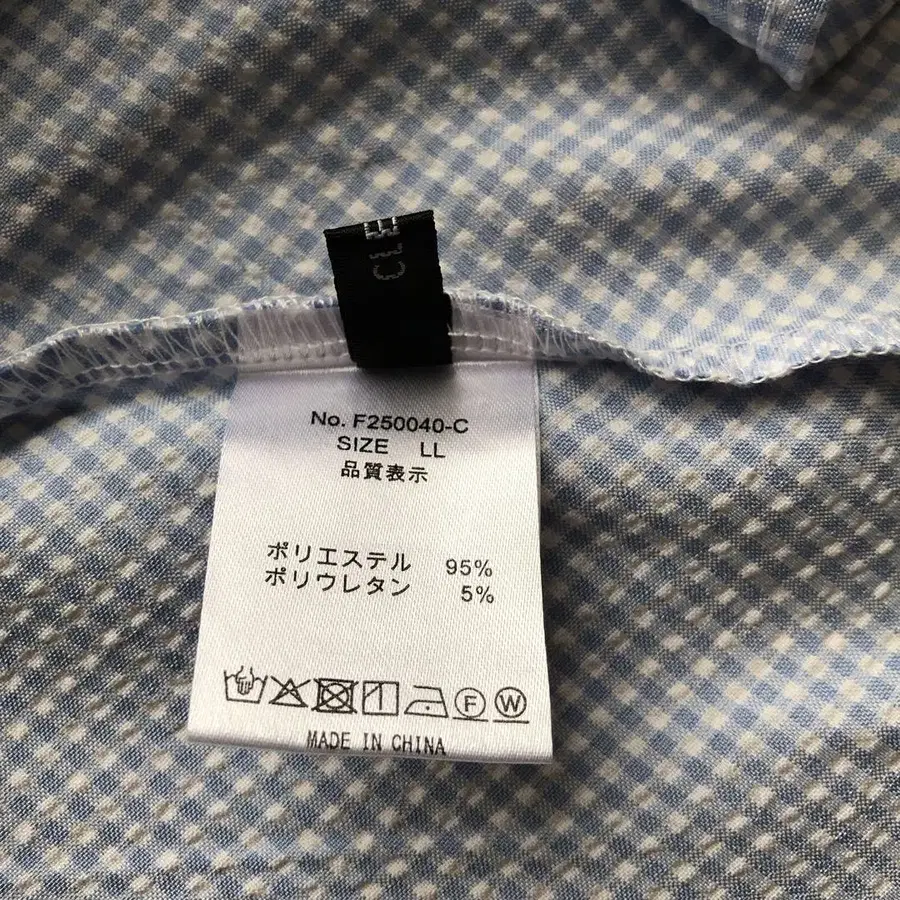 CLE
No. F250040-C
SIZE LL
品質表示
ポリエステル 95%
ポリウレタン 5%
F W
MADE IN CHINA